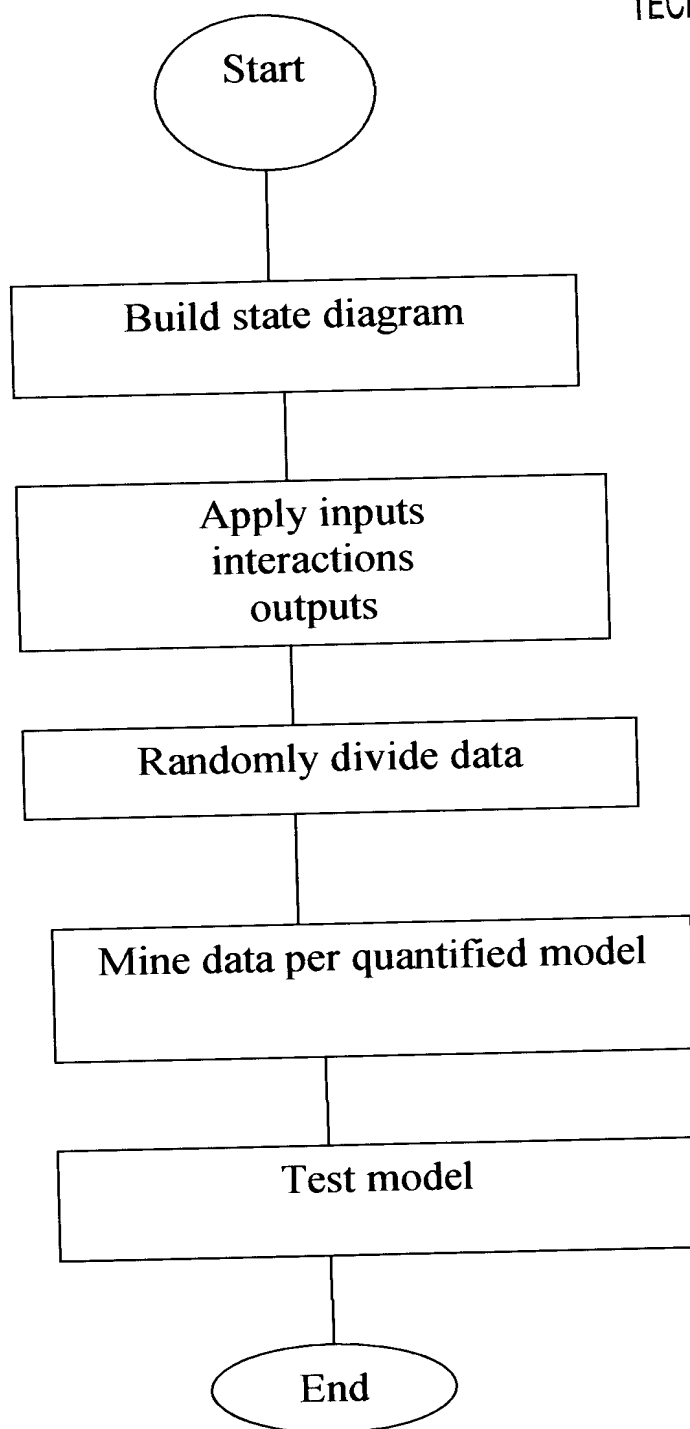 Start
Build state diagram
Apply inputs
interactions
outputs
Randomly divide data
Mine data per quantified model
Test model
End